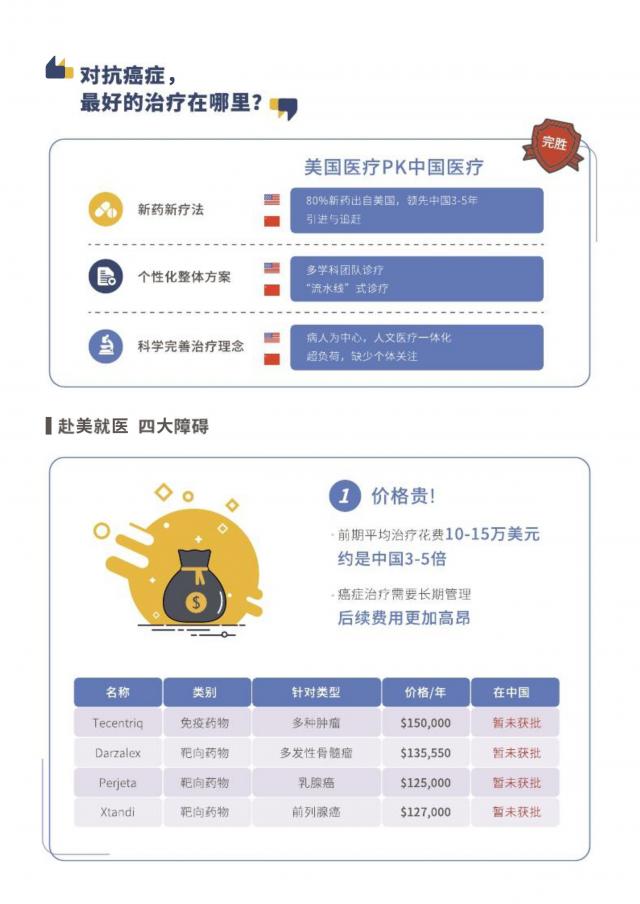 对抗癌症，
最好的治疗在哪里?
完胜
美国医疗PK中国医疗
新药新疗法
80%新药出自美国，领先中国3-5年
引进与追赶
个性化整体方案
多学科团队诊疗
“流水线”式诊疗
科学完善治疗理念
病人为中心，人文医疗一体化
超负荷，缺少个体关注
赴美就医 四大障碍
1 价格贵!
·前期平均治疗花费10-15万美元
约是中国3-5倍
·癌症治疗需要长期管理
后续费用更加高昂
$
名称 类别 针对类型 价格/年 在中国
Tecentriq 免疫药物 多种肿瘤 $150,000 暂未获批
Darzalex 靶向药物 多发性骨髓瘤 $135,550 暂未获批
Perjeta 靶向药物 乳腺癌 $125,000 暂未获批
Xtandi 靶向药物 前列腺癌 $127,000 暂未获批